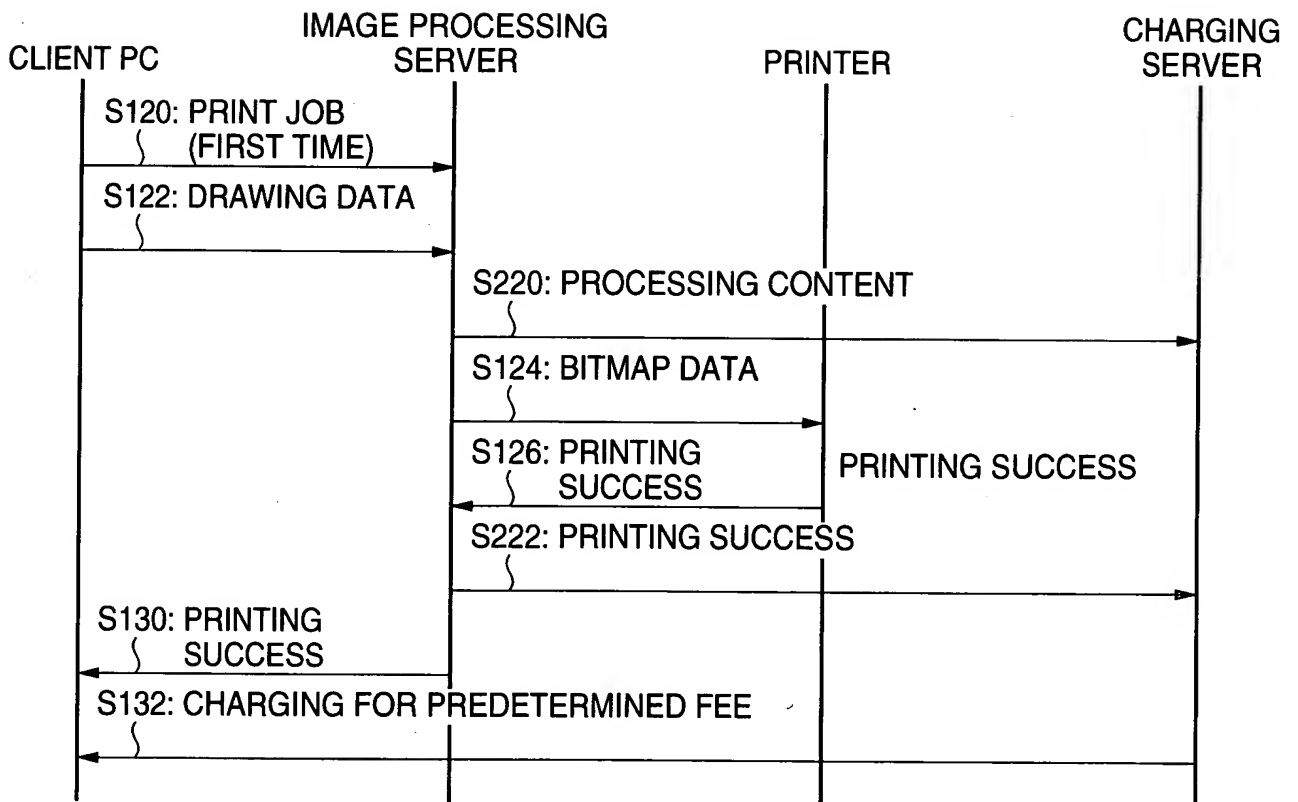 CLIENT PC
IMAGE PROCESSING
SERVER
PRINTER
CHARGING
SERVER
S120: PRINT JOB
(FIRST TIME)
S122: DRAWING DATA
S220: PROCESSING CONTENT
S124: BITMAP DATA
S126: PRINTING
SUCCESS
PRINTING SUCCESS
S222: PRINTING SUCCESS
S130: PRINTING
SUCCESS
S132: CHARGING FOR PREDETERMINED FEE